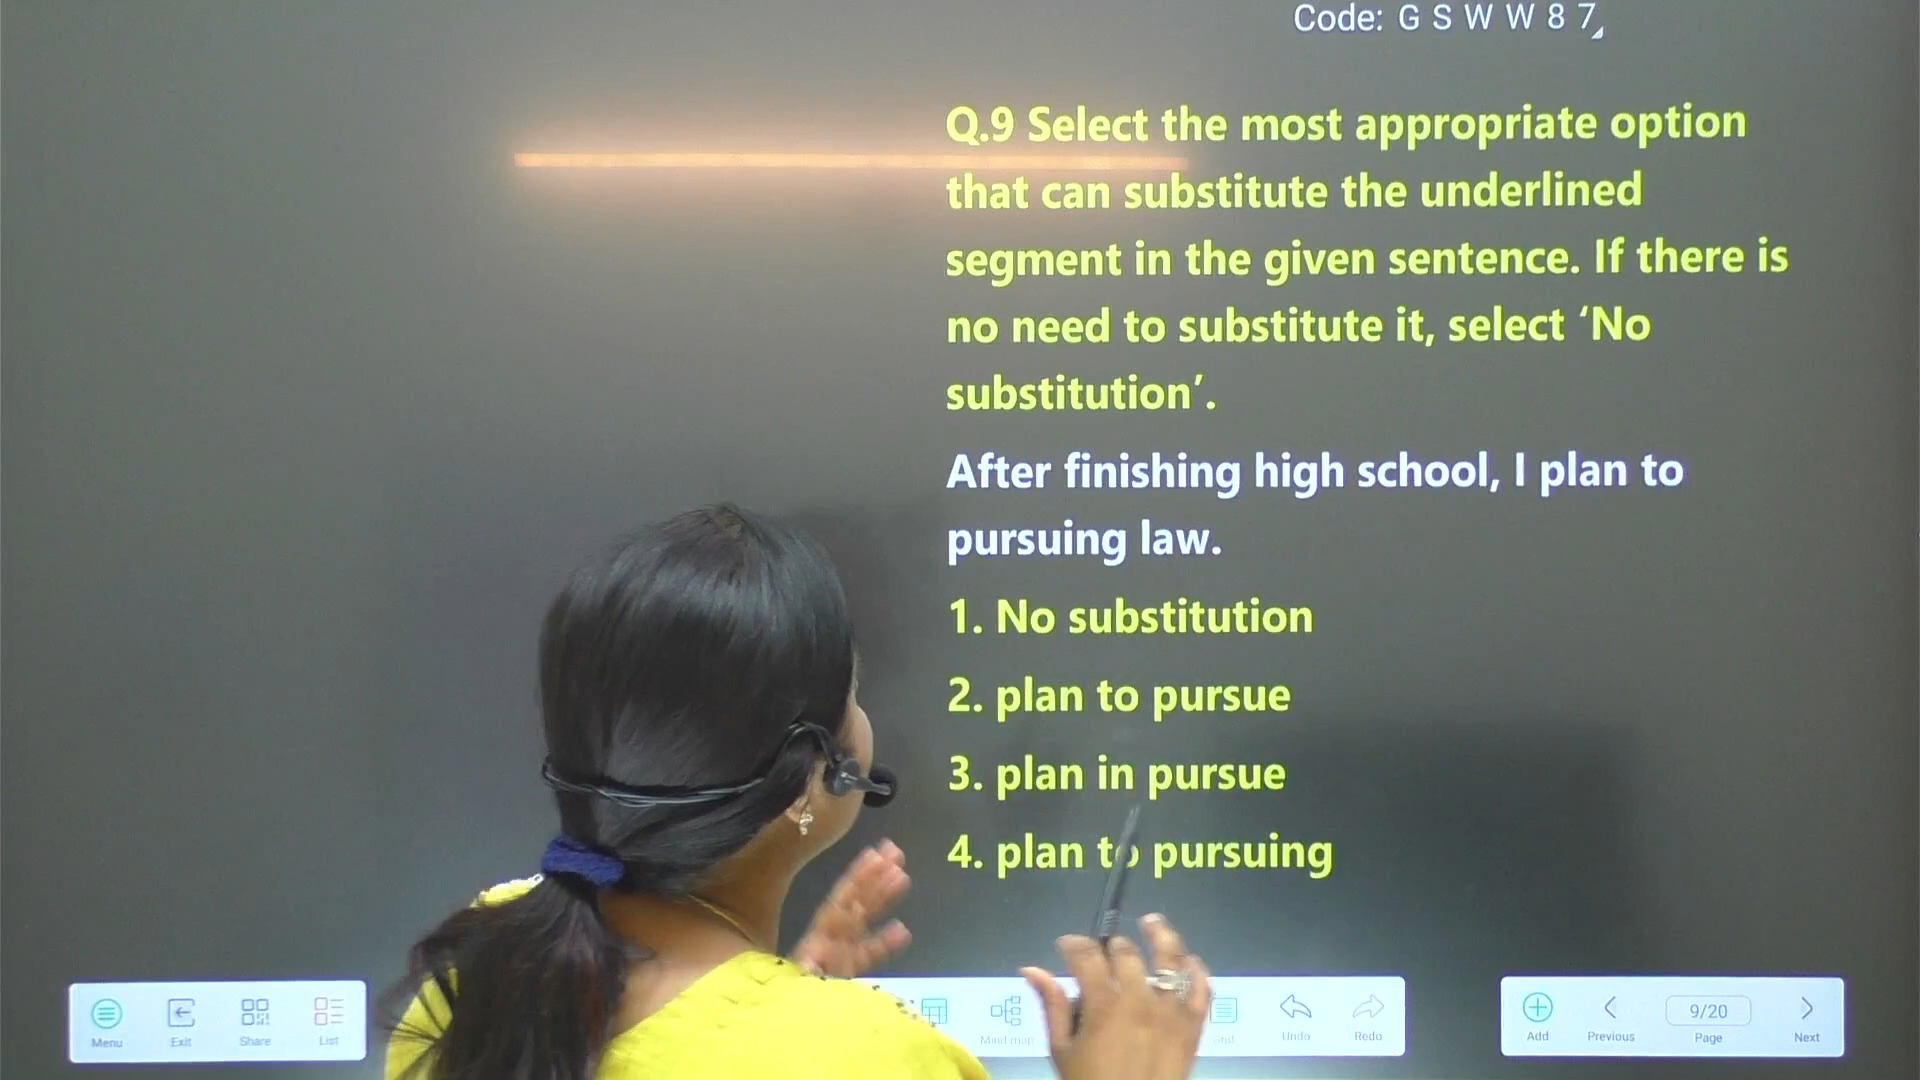 Code: G S W W 8 7
Q.9 Select the most appropriate option
that can substitute the underlined
segment in the given sentence. If there is
no need to substitute it, select ‘No
substitution’.
After finishing high school, I plan to
pursuing law.
1. No substitution
2. plan to pursue
3. plan in pursue
4. plan to pursuing
Menu Exit Share List
Mind map Undo Redo
Add Previous 9/20 Page Next